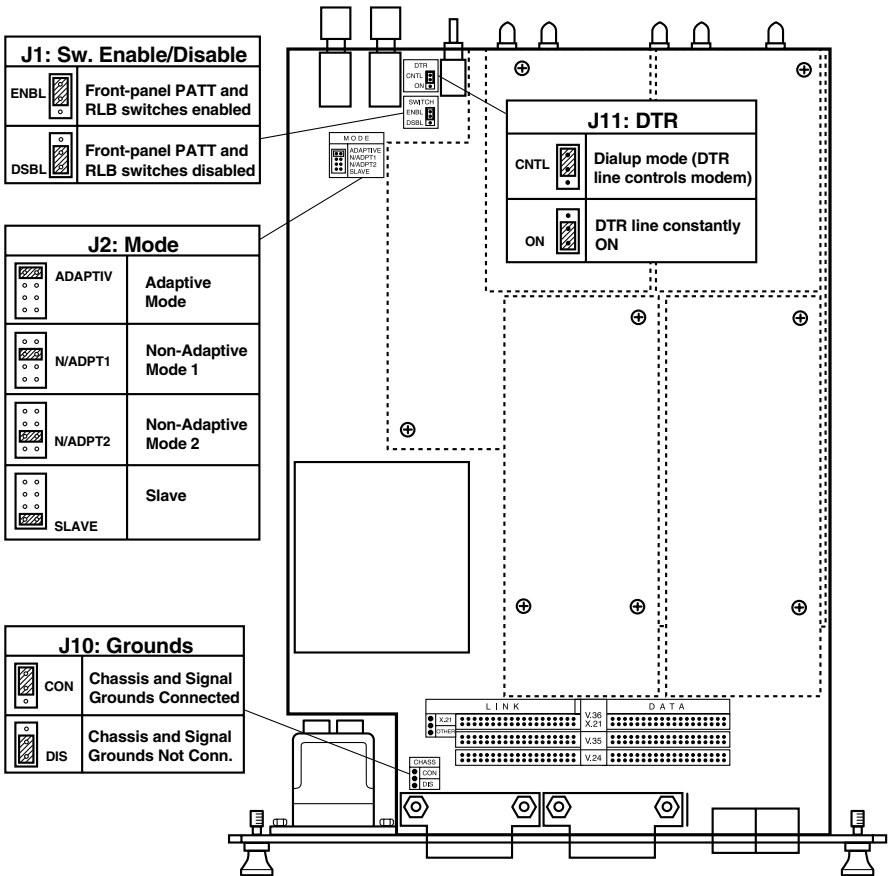 J1: Sw. Enable/Disable
ENBL
Front-panel PATT and
RLB switches enabled
DSBL
Front-panel PATT and
RLB switches disabled
DTR
CNTL
ON
SWITCH
ENBL
DSBL
MODE
ADAPTIVE
N/ADPT1
N/ADPT2
SLAVE
J11: DTR
CNTL
Dialup mode (DTR
line controls modem)
ON
DTR line constantly
ON
J2: Mode
ADAPTIV
Adaptive
Mode
N/ADPT1
Non-Adaptive
Mode 1
N/ADPT2
Non-Adaptive
Mode 2
SLAVE
Slave
J10: Grounds
CON
Chassis and Signal
Grounds Connected
DIS
Chassis and Signal
Grounds Not Conn.
LINK
DATA
X.21
OTHER
V.36
X.21
V.35
V.24
CHASS
CON
DIS